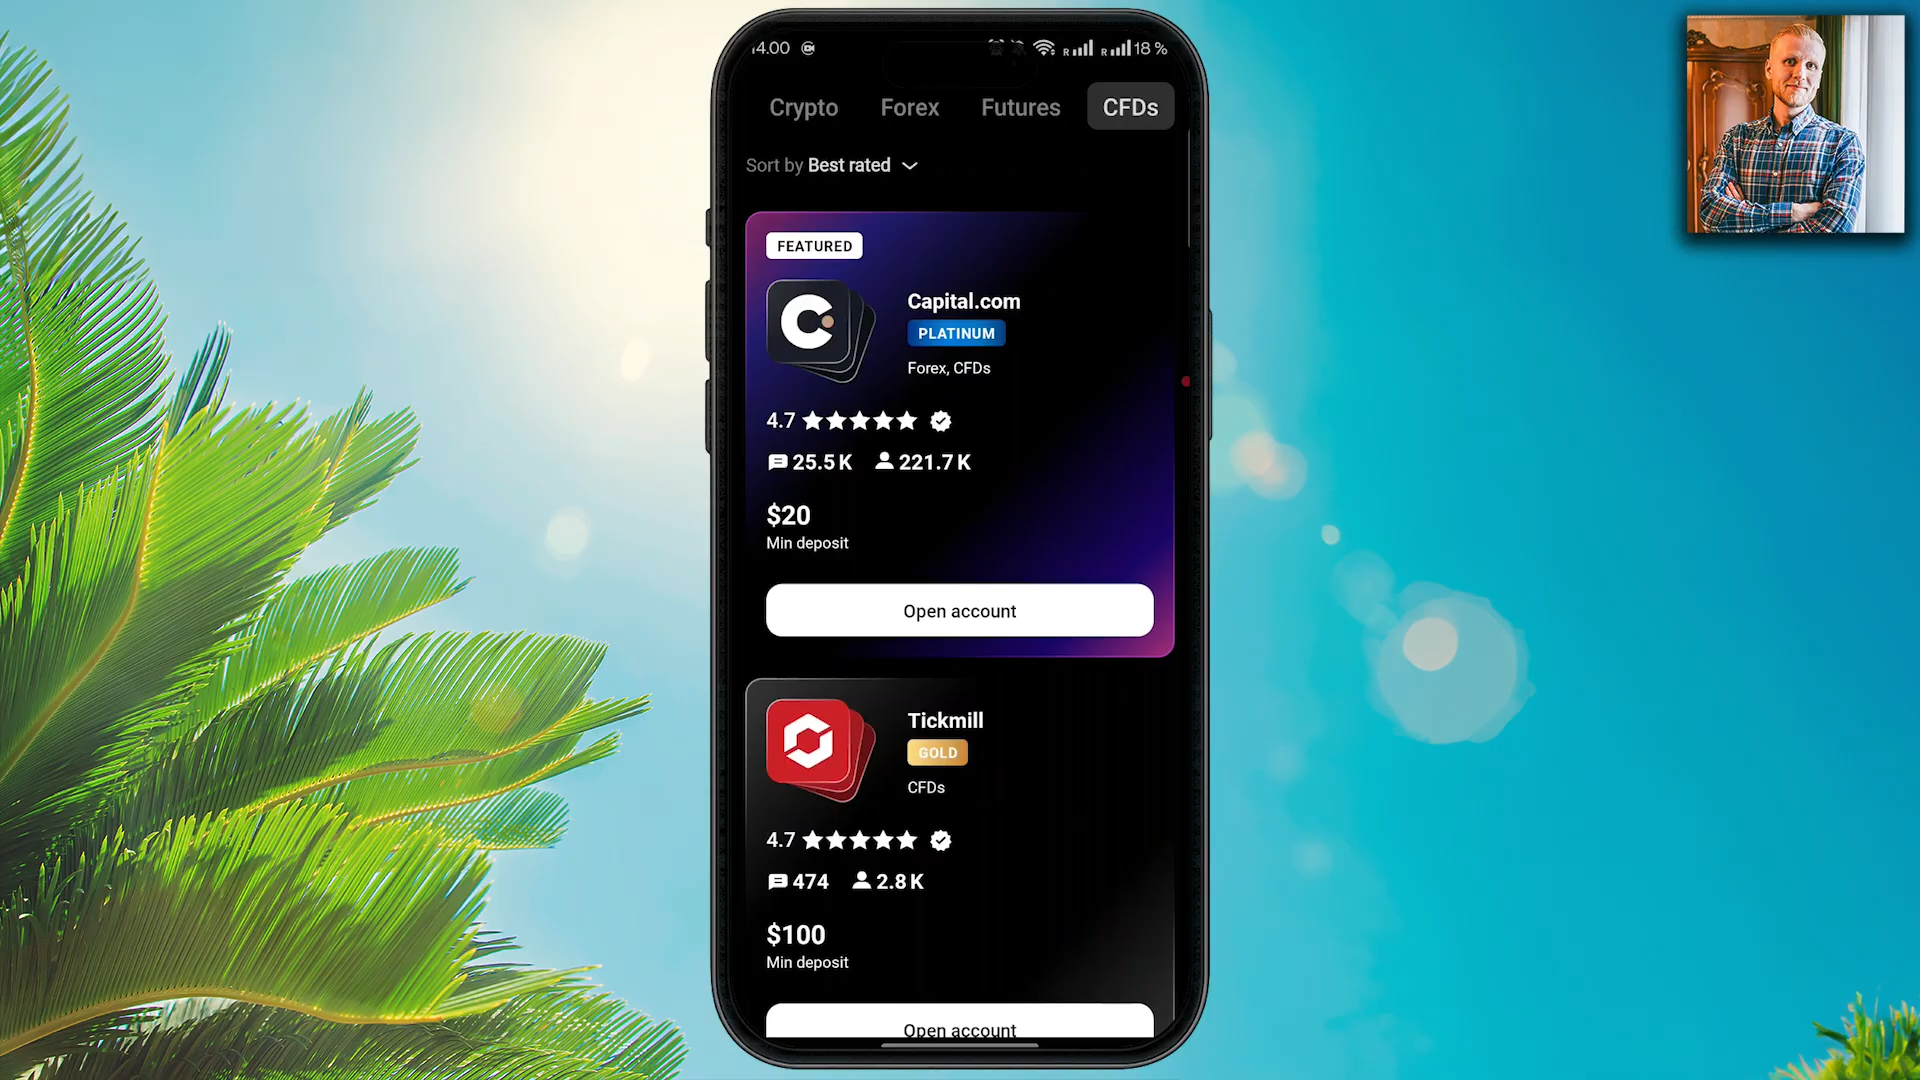 14.00 18 %
Crypto Forex Futures CFDs
Sort by Best rated
FEATURED
Capital.com
PLATINUM
Forex, CFDs
4.7
25.5 K 221.7 K
$20
Min deposit
Open account
Tickmill
GOLD
CFDs
4.7
474 2.8 K
$100
Min deposit
Open account